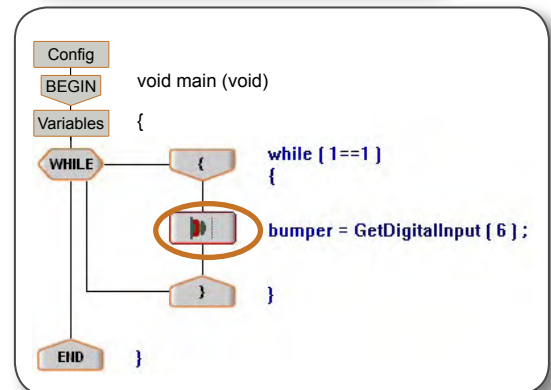 Config
BEGIN void main (void)
Variables {
WHILE { while ( 1==1 )
{
bumper = GetDigitalInput ( 6 ) ;
} }
END }